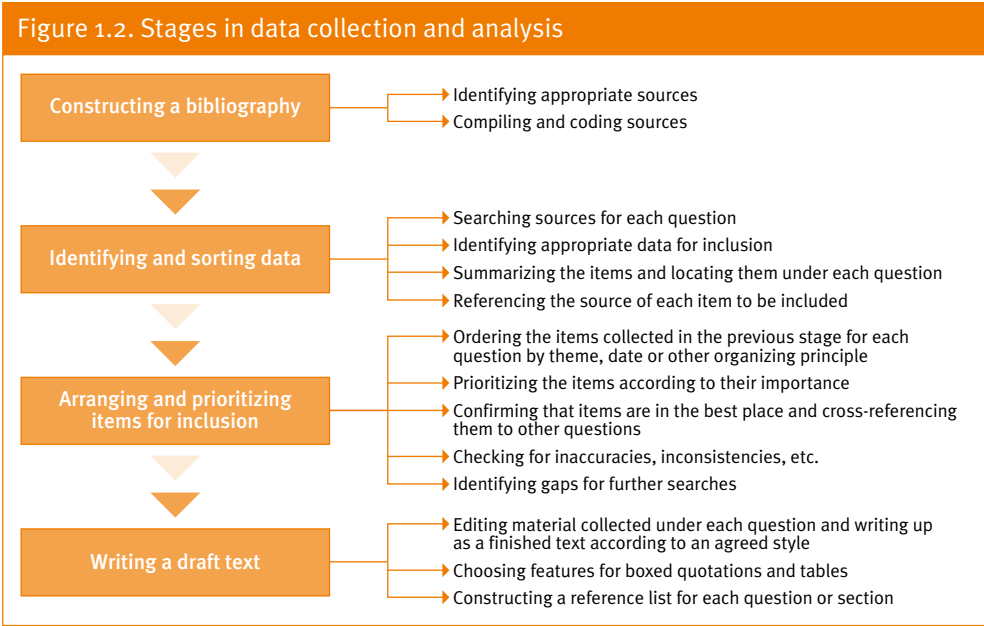 Figure 1.2. Stages in data collection and analysis
Constructing a bibliography
Identifying appropriate sources
Compiling and coding sources
Identifying and sorting data
Searching sources for each question
Identifying appropriate data for inclusion
Summarizing the items and locating them under each question
Referencing the source of each item to be included
Arranging and prioritizing
items for inclusion
Ordering the items collected in the previous stage for each
question by theme, date or other organizing principle
Prioritizing the items according to their importance
Confirming that items are in the best place and cross-referencing
them to other questions
Checking for inaccuracies, inconsistencies, etc.
Identifying gaps for further searches
Writing a draft text
Editing material collected under each question and writing up
as a finished text according to an agreed style
Choosing features for boxed quotations and tables
Constructing a reference list for each question or section